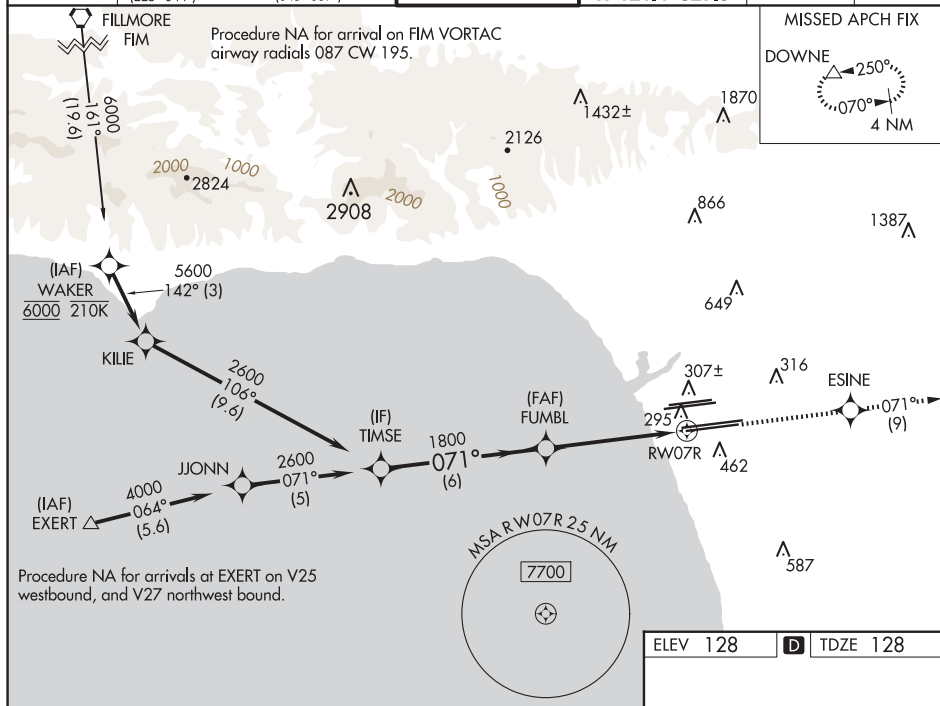 FILLMORE
FIM
Procedure NA for arrival on FIM VORTAC
airway radials 087 CW 195.
MISSED APCH FIX
DOWNE
250°
070°
4 NM
6000
161°
(19.6)
1432±
1870
2126
2000
1000
2824
2908
2000
1000
866
1387
(IAF)
WAKER
6000 210K
5600
142° (3)
649
KILIE
2600
106°
(9.6)
307±
316
ESINE
(FAF)
FUMBL
295
071°
(9)
(IF)
TIMSE
1800
071°
(6)
RW07R
462
JJONN
2600
071°
(5)
(IAF)
EXERT
4000
064°
(5.6)
MSA RW07R 25 NM
7700
587
Procedure NA for arrivals at EXERT on V25
westbound, and V27 northwest bound.
ELEV 128 D TDZE 128